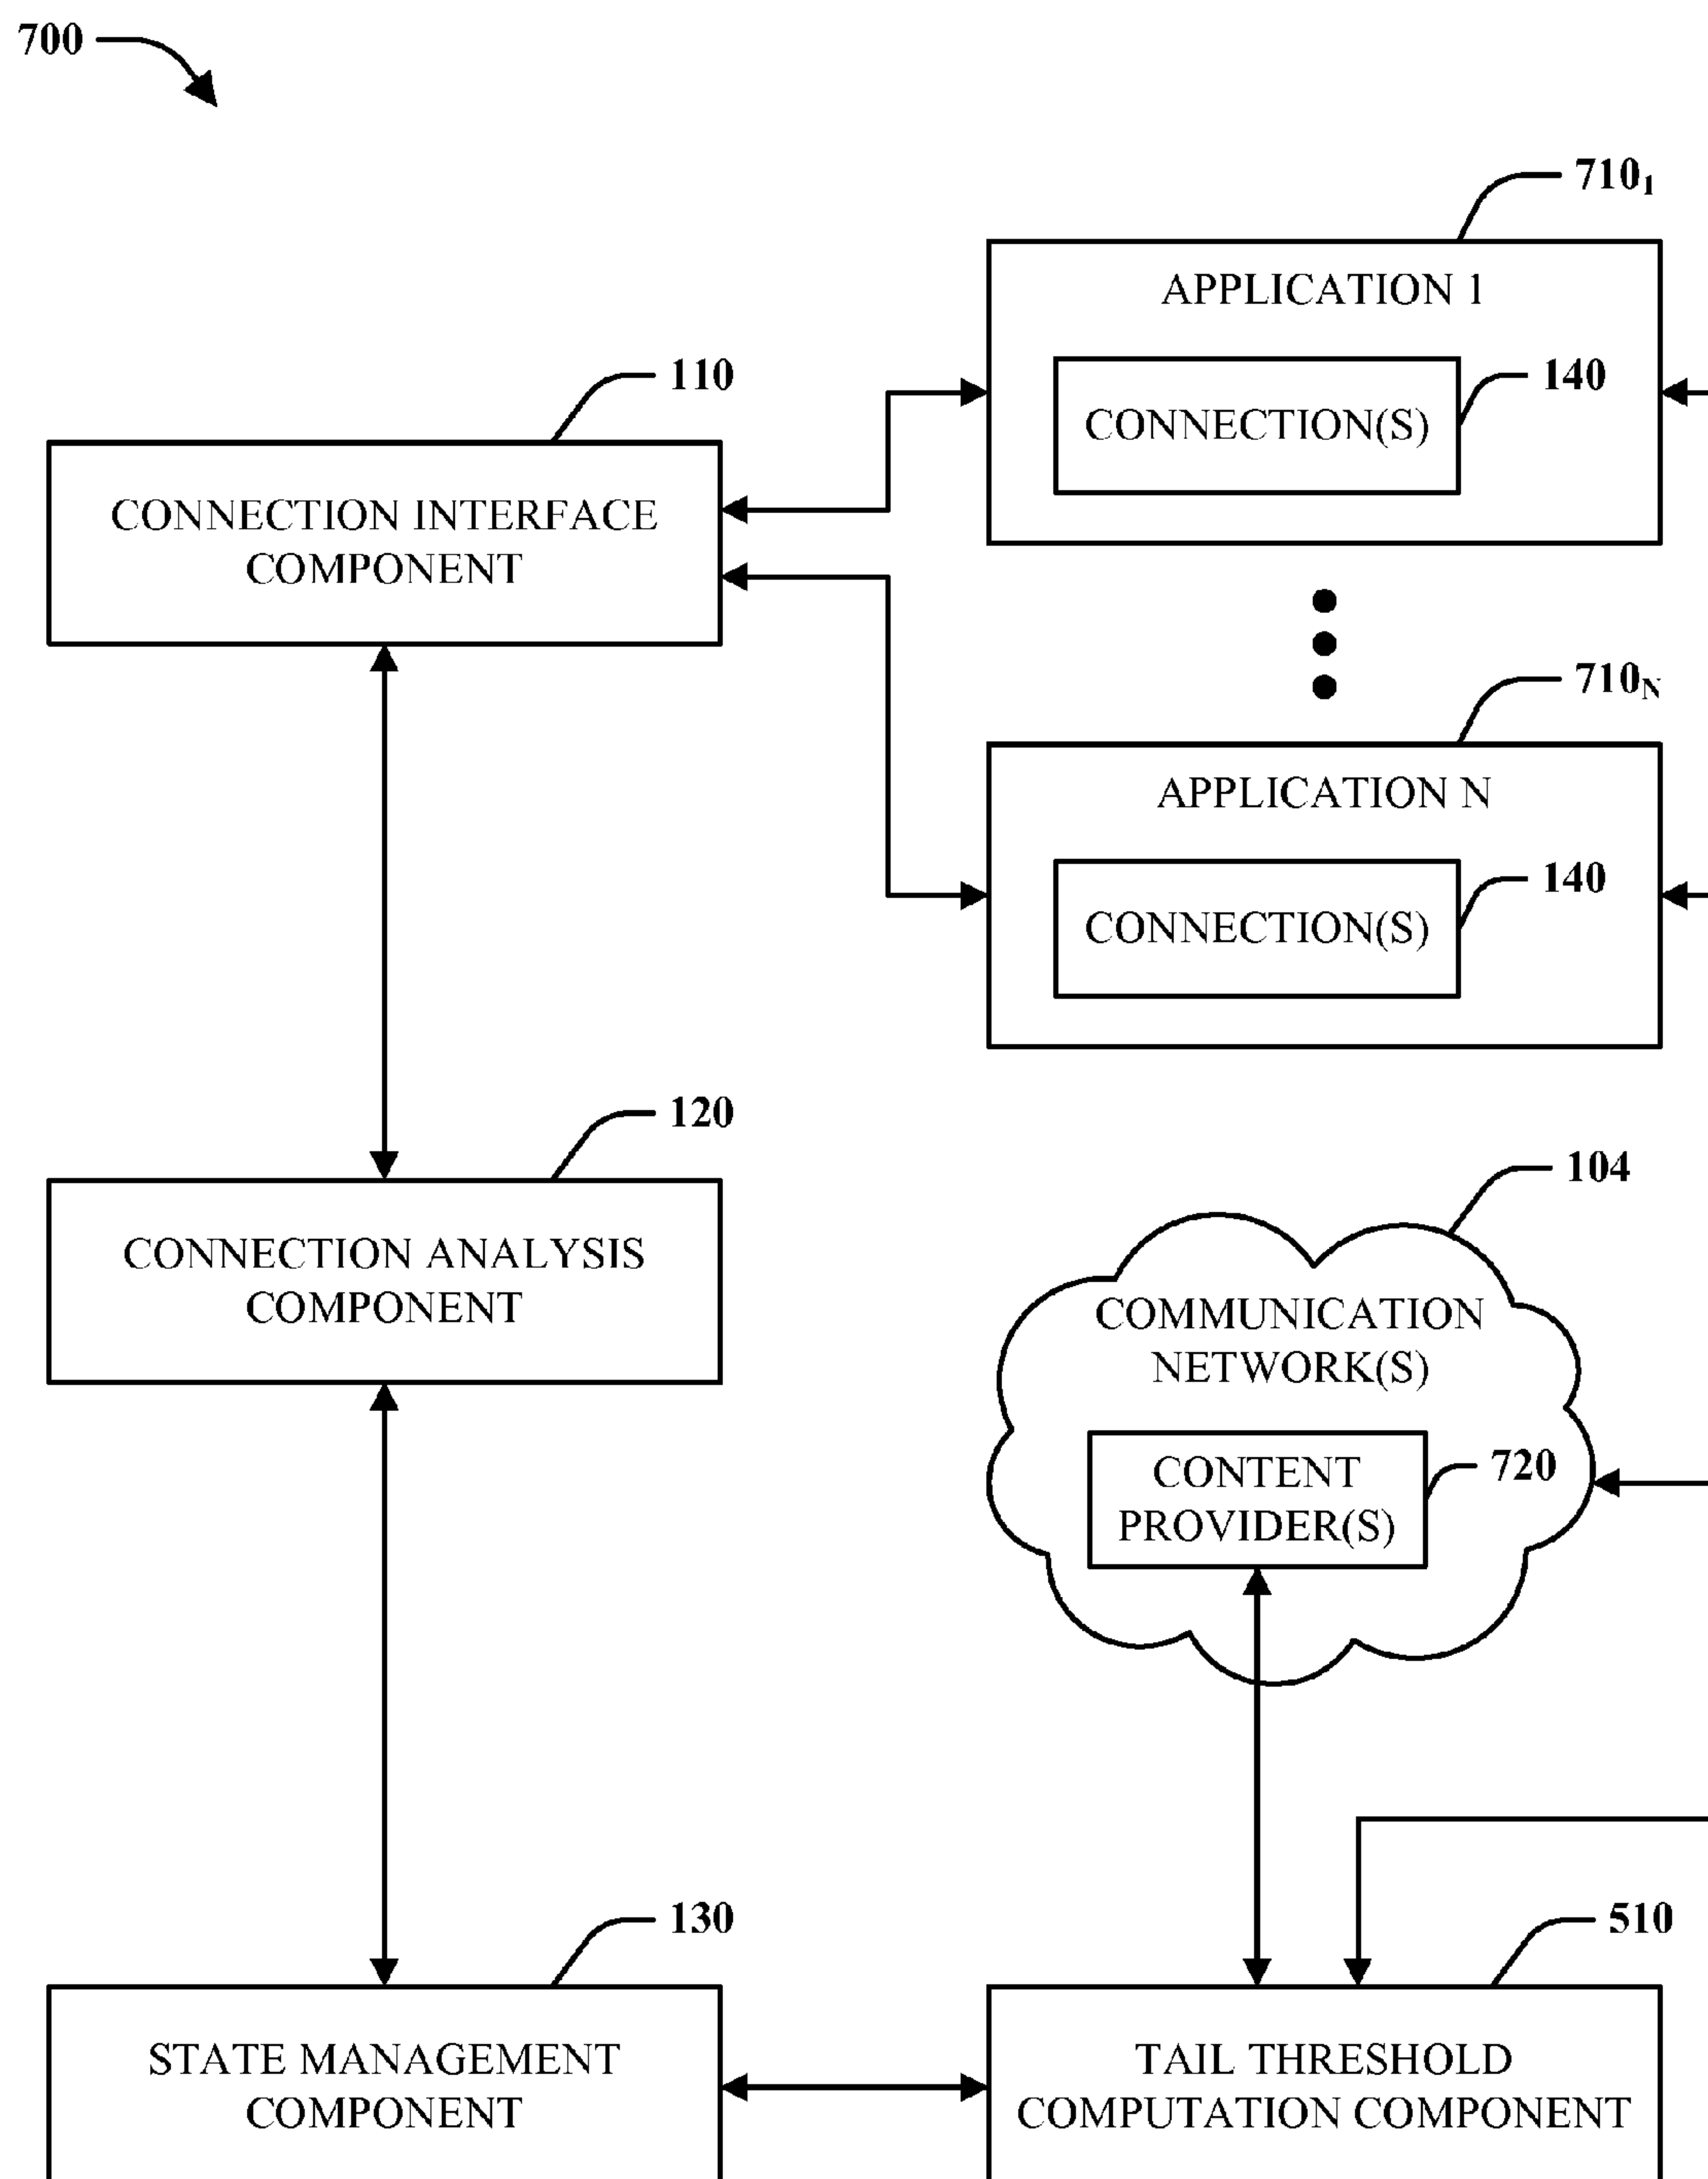 700
710₁
APPLICATION 1
140
CONNECTION(S)
110
CONNECTION INTERFACE
COMPONENT
710N
APPLICATION N
140
CONNECTION(S)
120
CONNECTION ANALYSIS
COMPONENT
104
COMMUNICATION
NETWORK(S)
720
CONTENT
PROVIDER(S)
130
STATE MANAGEMENT
COMPONENT
510
TAIL THRESHOLD
COMPUTATION COMPONENT